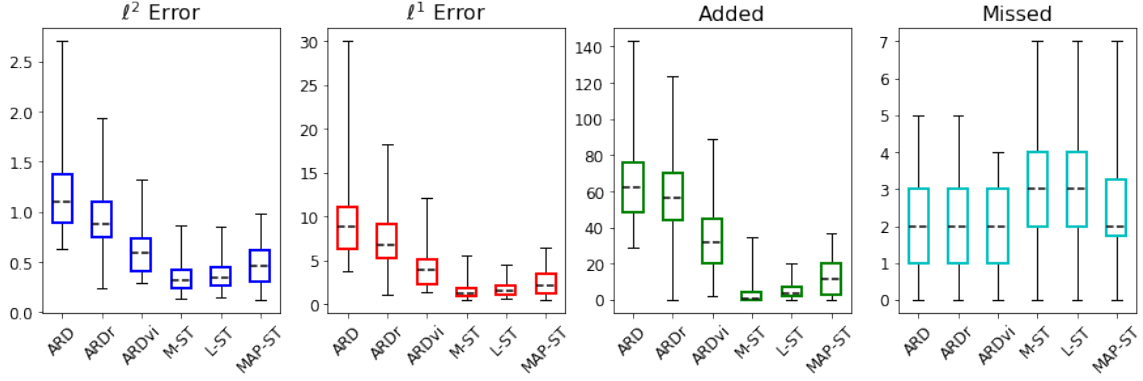 ℓ² Error
2.5
2.0
1.5
1.0
0.5
0.0
ARD
ARDr
ARDvi
M-ST
L-ST
MAP-ST
ℓ¹ Error
30
25
20
15
10
5
0
ARD
ARDr
ARDvi
M-ST
L-ST
MAP-ST
Added
140
120
100
80
60
40
20
0
ARD
ARDr
ARDvi
M-ST
L-ST
MAP-ST
Missed
7
6
5
4
3
2
1
0
ARD
ARDr
ARDvi
M-ST
L-ST
MAP-ST